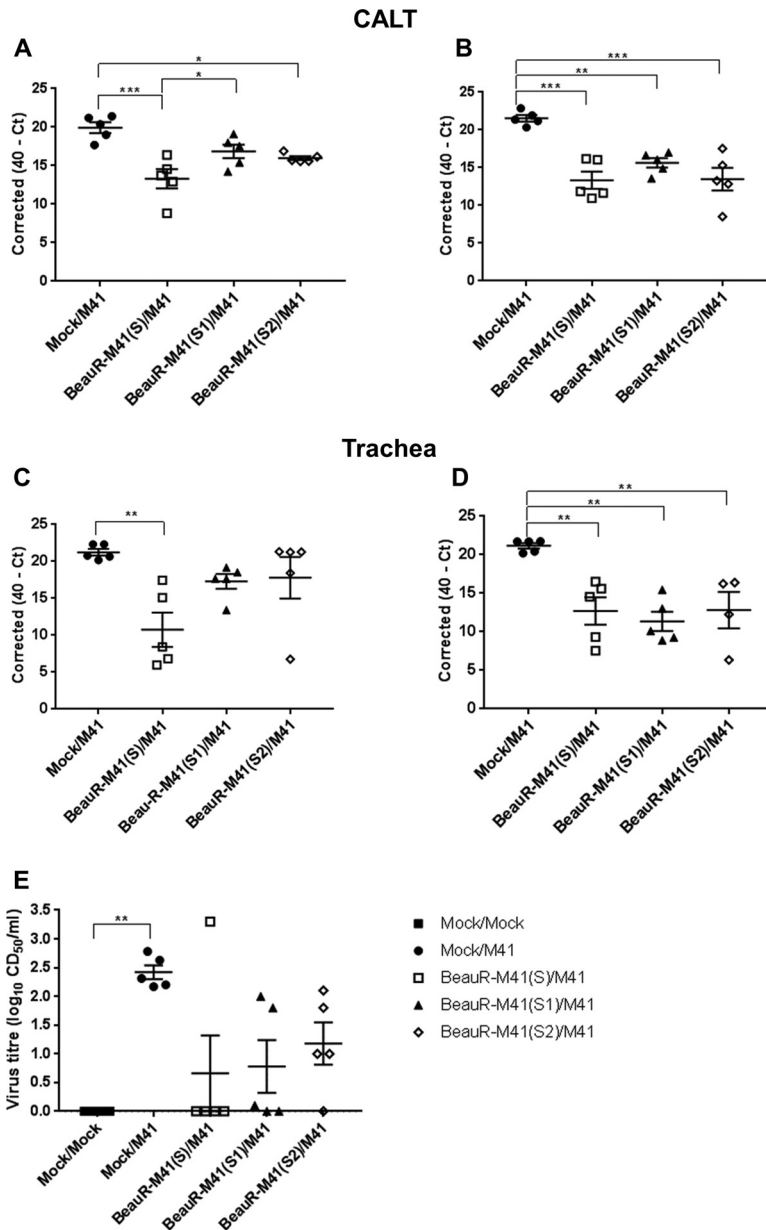 CALT
A
*
***
*
Corrected (40 - Ct)
25
20
15
10
5
0
Mock/M41
BeauR-M41(S)/M41
BeauR-M41(S1)/M41
BeauR-M41(S2)/M41
B
***
**
***
Corrected (40 - Ct)
25
20
15
10
5
0
Mock/M41
BeauR-M41(S)/M41
BeauR-M41(S1)/M41
BeauR-M41(S2)/M41
Trachea
C
**
Corrected (40 - Ct)
25
20
15
10
5
0
Mock/M41
BeauR-M41(S)/M41
Beau-R-M41(S1)/M41
BeauR-M41(S2)/M41
D
**
**
**
Corrected (40 - Ct)
25
20
15
10
5
0
Mock/M41
BeauR-M41(S)/M41
BeauR-M41(S1)/M41
BeauR-M41(S2)/M41
E
**
Virus titre (log10 CD50/ml)
3.5
3.0
2.5
2.0
1.5
1.0
0.5
0.0
Mock/Mock
Mock/M41
BeauR-M41(S)/M41
BeauR-M41(S1)/M41
BeauR-M41(S2)/M41
Mock/Mock
Mock/M41
BeauR-M41(S)/M41
BeauR-M41(S1)/M41
BeauR-M41(S2)/M41